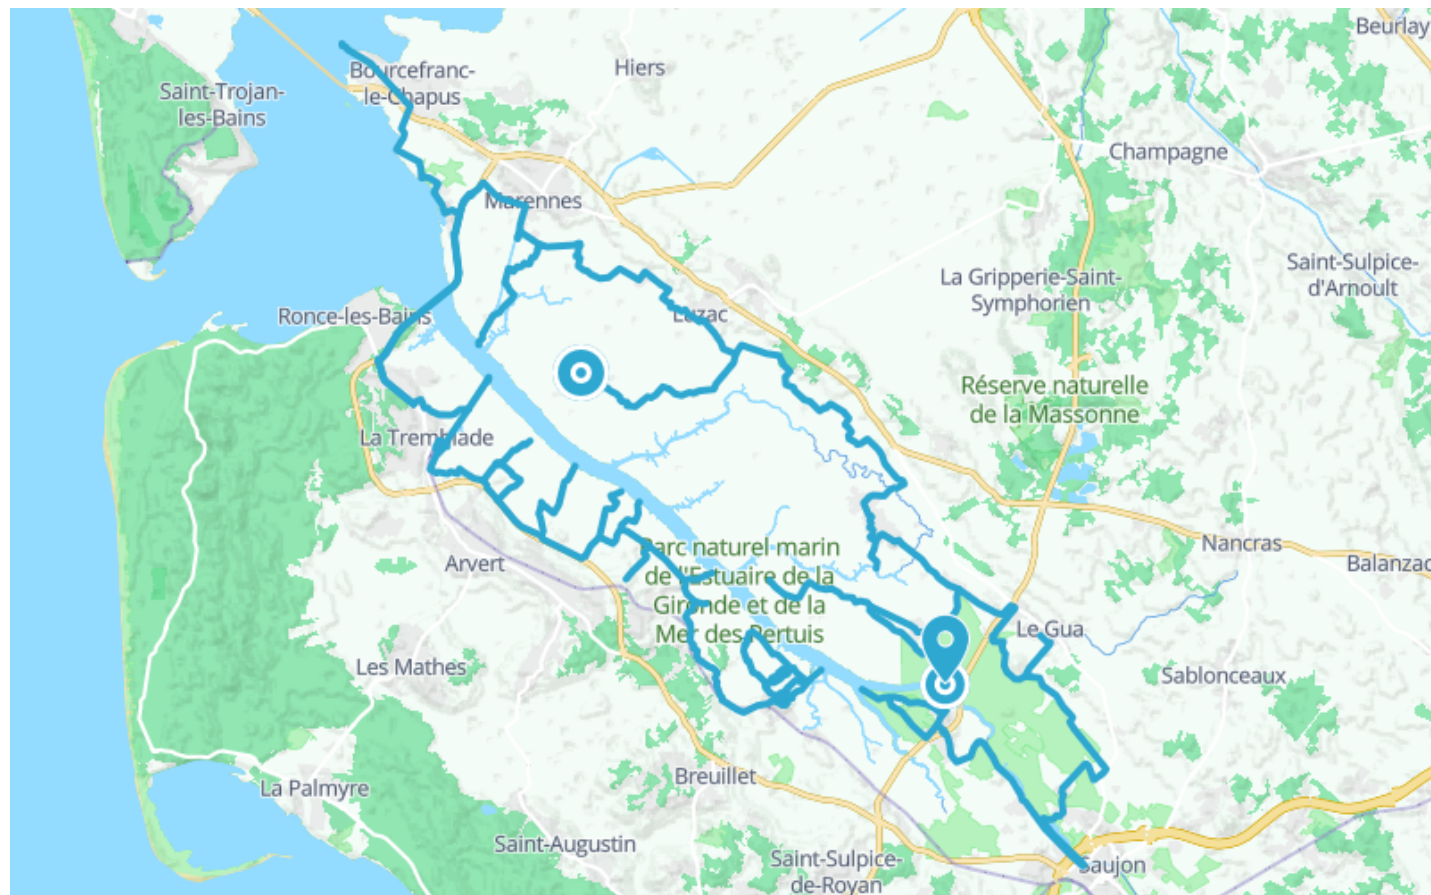 Beurlay
Saint-Trojan-
les-Bains
Bourcefranc-
le-Chapus
Hiers
Champagne
Marennes
Saint-Sulpice-
d'Arnoult
La Gripperie-Saint-
Symphorien
Ronce-les-Bains
Luzac
Réserve naturelle
de la Massonne
La Tremblade
Nancras
Balanzac
Arvert
Parc naturel marin
de l'Estuaire de la
Gironde et de la
Mer des Pertuis
Le Gua
Les Mathes
Sablonceaux
Breuillet
La Palmyre
Saint-Augustin
Saint-Sulpice-
de-Royan
Saujon